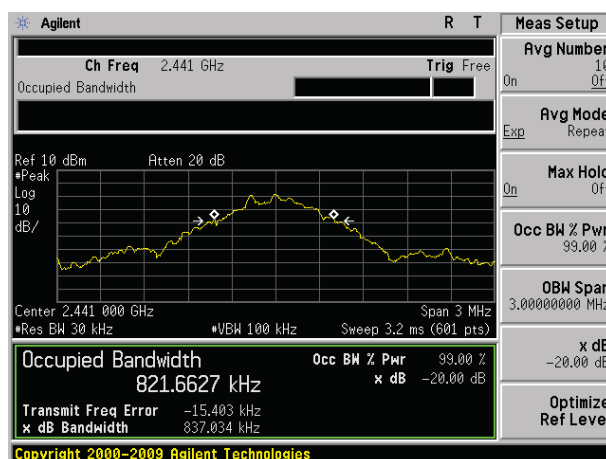 Agilent R T
Meas Setup
Ch Freq 2.441 GHz Trig Free
Occupied Bandwidth
Avg Number
On
Avg Mode
Exp Repeat
Max Hold
On
Occ BW % Pwr
99.00 %
OBW Span
3.00000000 MHz
x dB
-20.00 dB
Optimize
Ref Level
Ref 10 dBm Atten 20 dB
#Peak
Log
10
dB/
Center 2.441 000 GHz Span 3 MHz
#Res BW 30 kHz #VBW 100 kHz Sweep 3.2 ms (601 pts)
Occupied Bandwidth
821.6627 kHz
Occ BW % Pwr 99.00 %
x dB -20.00 dB
Transmit Freq Error -15.403 kHz
x dB Bandwidth 837.034 kHz
Copyright 2000-2009 Agilent Technologies